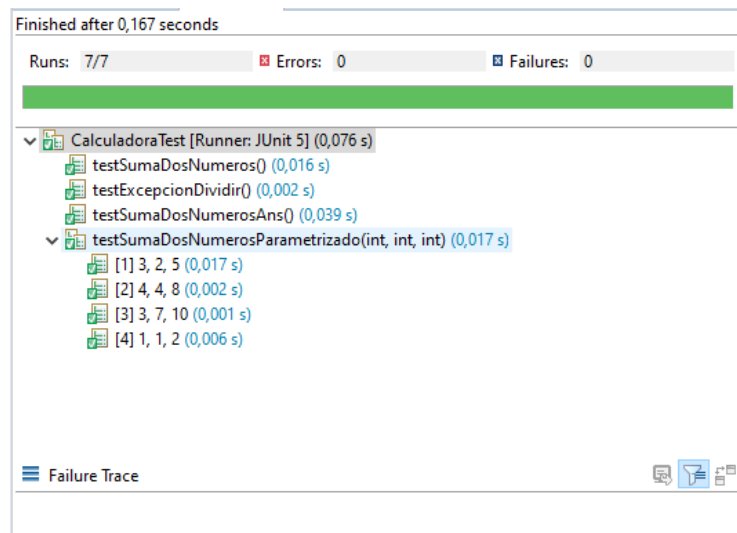 Finished after 0,167 seconds
Runs: 7/7 Errors: 0 Failures: 0
CalculadoraTest [Runner: JUnit 5] (0,076 s)
testSumaDosNumeros() (0,016 s)
testExcepcionDividir() (0,002 s)
testSumaDosNumerosAns() (0,039 s)
testSumaDosNumerosParametrizado(int, int, int) (0,017 s)
[1] 3, 2, 5 (0,017 s)
[2] 4, 4, 8 (0,002 s)
[3] 3, 7, 10 (0,001 s)
[4] 1, 1, 2 (0,006 s)
Failure Trace